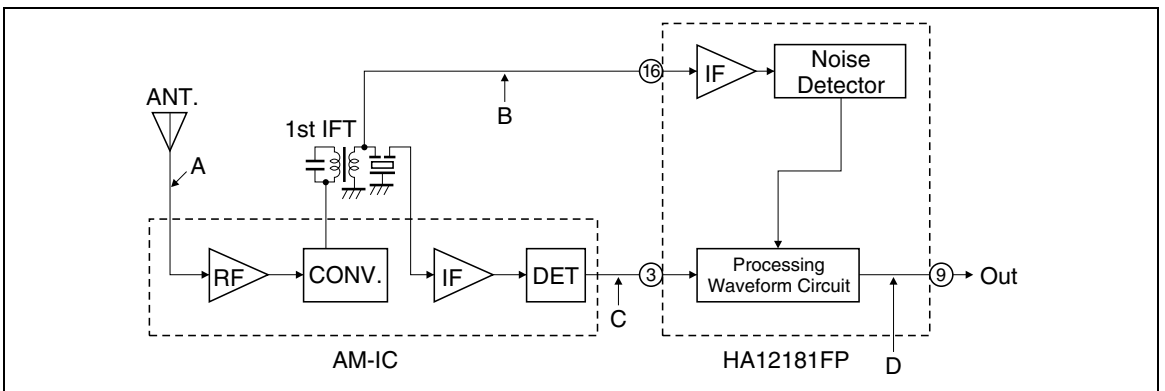 ANT.
A
1st IFT
B
16
IF
Noise
Detector
RF
CONV.
IF
DET
C
3
Processing
Waveform Circuit
D
9
Out
AM-IC
HA12181FP